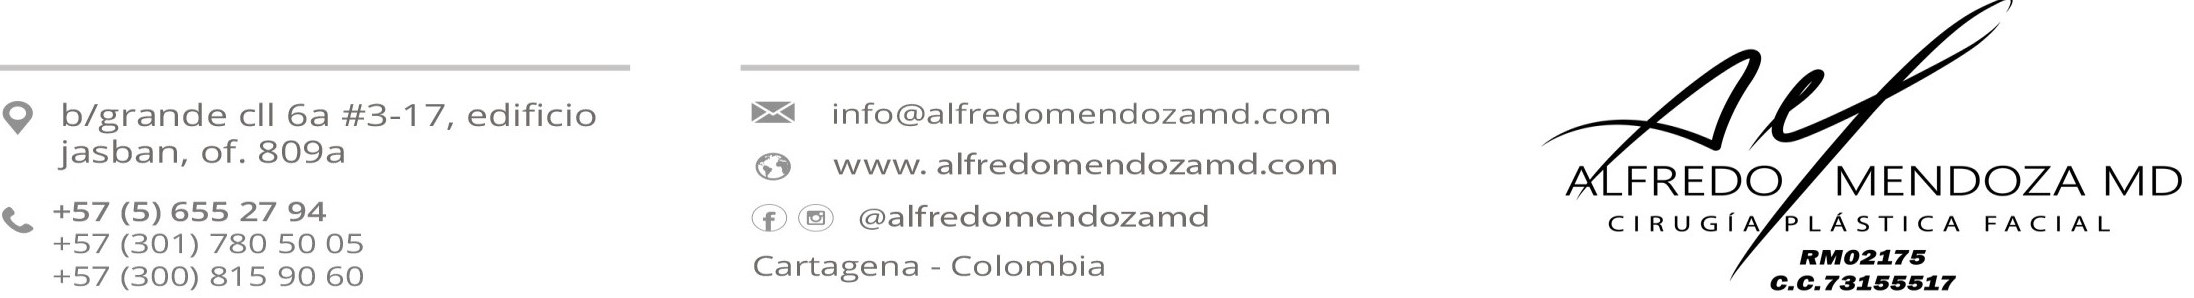 b/grande cll 6a #3-17, edificio
jasban, of. 809a
+57 (5) 655 27 94
+57 (301) 780 50 05
+57 (300) 815 90 60
info@alfredomendozamd.com
www. alfredomendozamd.com
@alfredomendozamd
Cartagena - Colombia
ALFREDO MENDOZA MD
CIRUGÍA PLÁSTICA FACIAL
RM02175
C.C.73155517